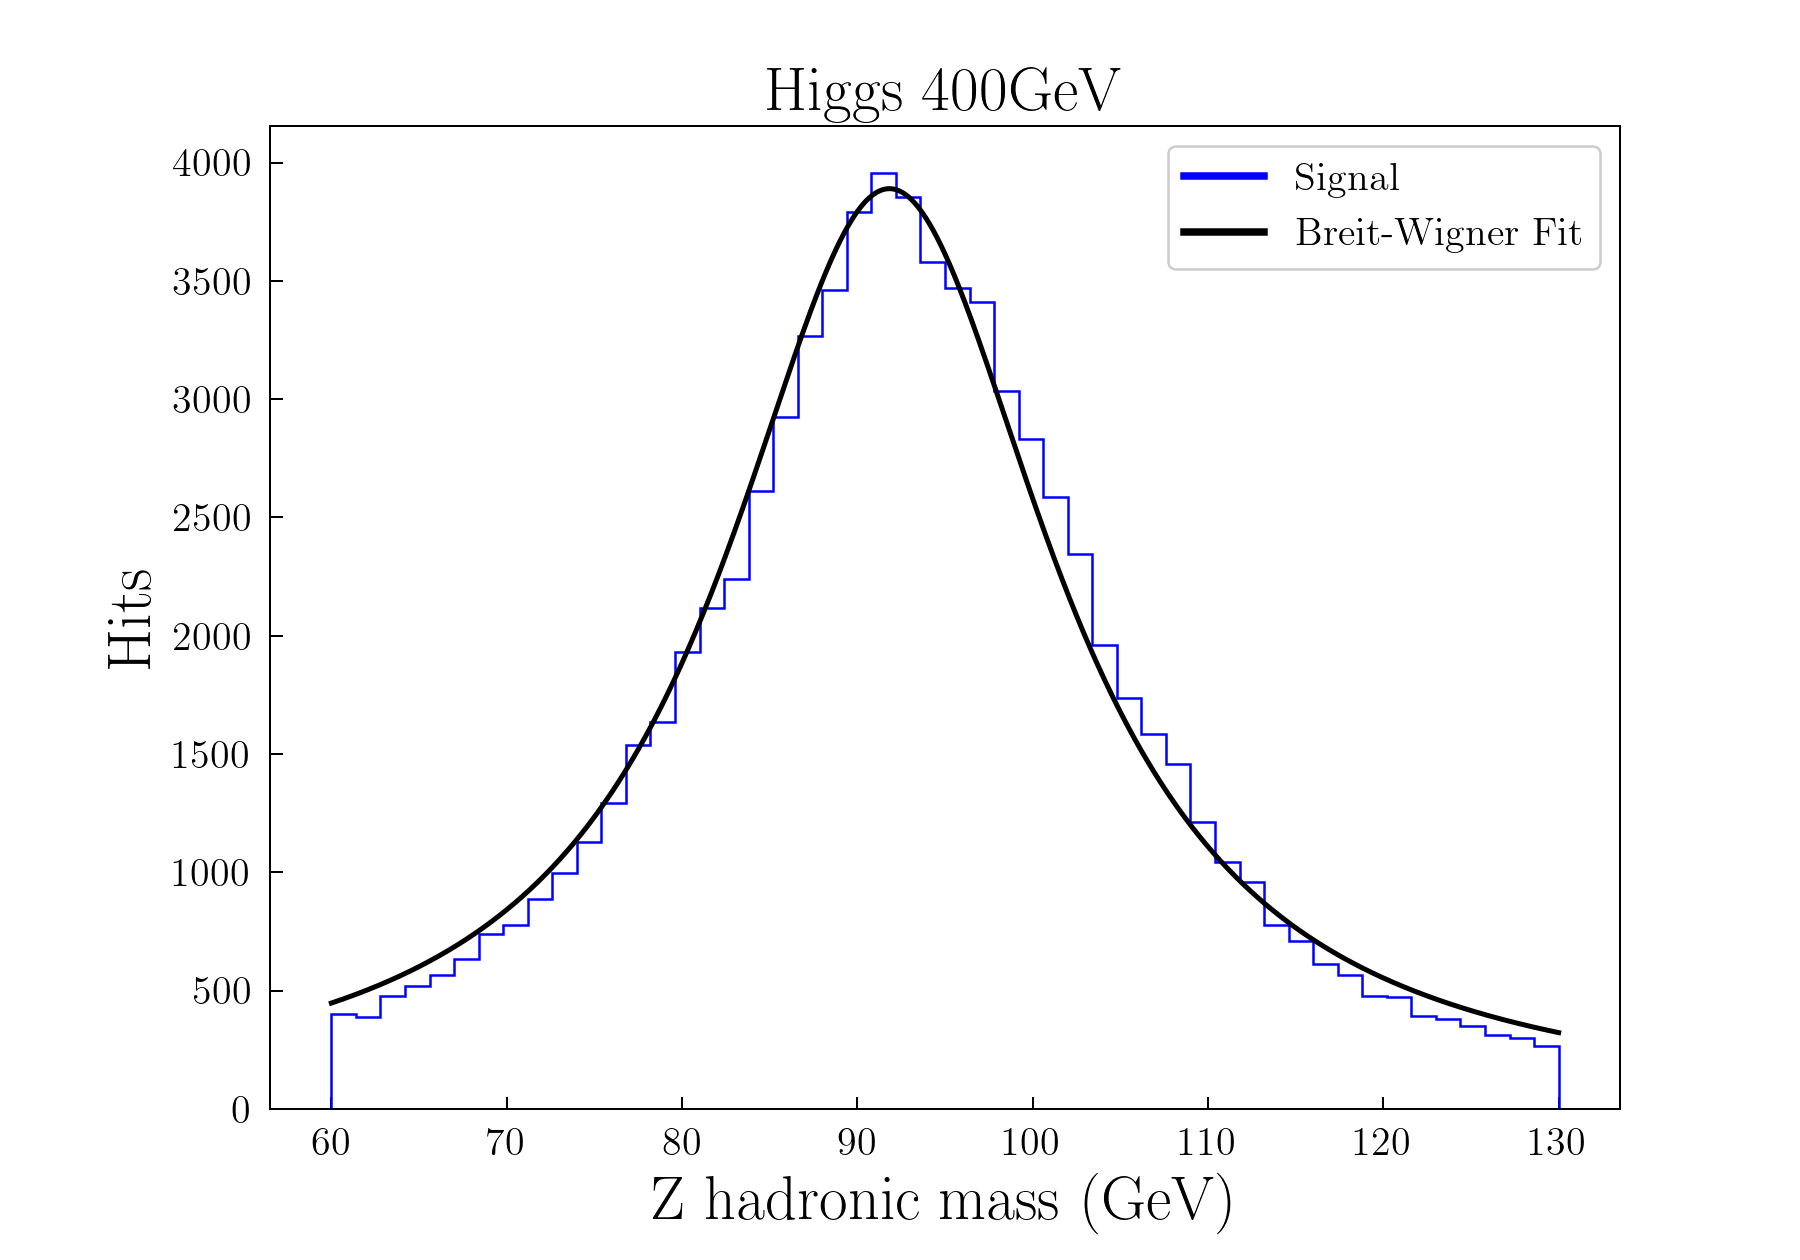 Higgs 400GeV
Signal
Breit-Wigner Fit
4000
3500
3000
2500
2000
1500
1000
500
0
Hits
60 70 80 90 100 110 120 130
Z hadronic mass (GeV)